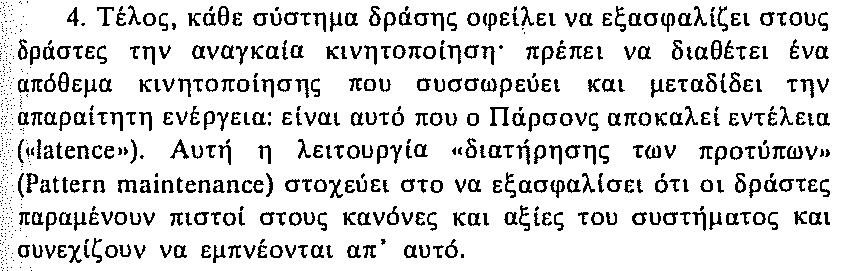 4. Τέλος, κάθε σύστημα δράσης οφείλει να εξασφαλίζει στους
δράστες την αναγκαία κινητοποίηση· πρέπει να διαθέτει ένα
απόθεμα κινητοποίησης που συσσωρεύει και μεταδίδει την
απαραίτητη ενέργεια: είναι αυτό που ο Πάρσονς αποκαλεί εντέλεια
(«latence»). Αυτή η λειτουργία «διατήρησης των προτύπων»
(Pattern maintenance) στοχεύει στο να εξασφαλίσει ότι οι δράστες
παραμένουν πιστοί στους κανόνες και αξίες του συστήματος και
συνεχίζουν να εμπνέονται απ' αυτό.